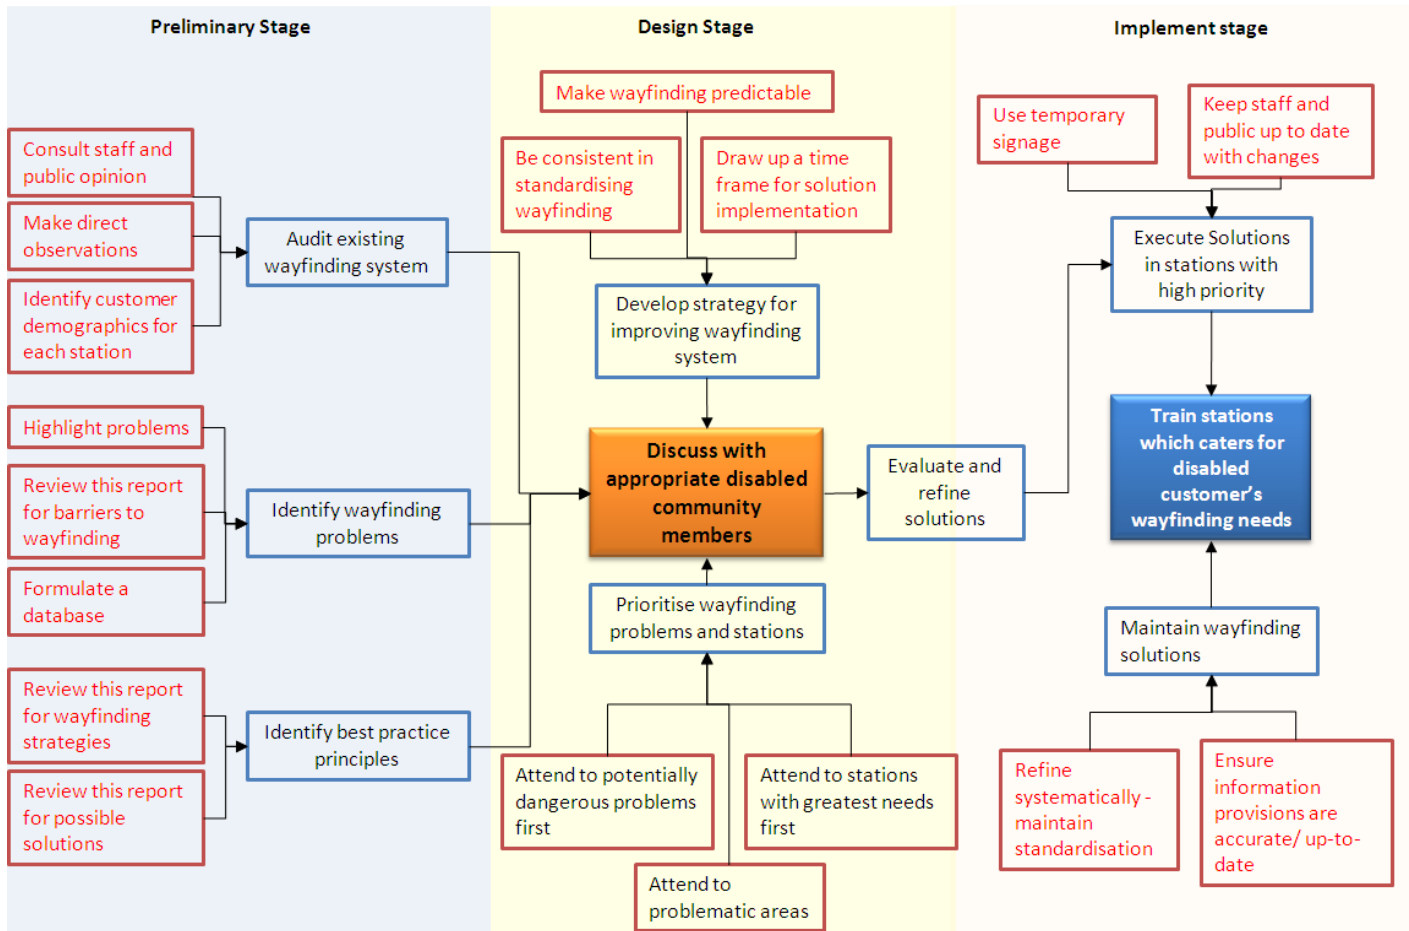 Preliminary Stage
Consult staff and
public opinion
Make direct
observations
Identify customer
demographics for
each station
Audit existing
wayfinding system
Highlight problems
Review this report
for barriers to
wayfinding
Formulate a
database
Identify wayfinding
problems
Review this report
for wayfinding
strategies
Review this report
for possible
solutions
Identify best practice
principles
Design Stage
Make wayfinding predictable
Be consistent in
standardising
wayfinding
Draw up a time
frame for solution
implementation
Develop strategy for
improving wayfinding
system
Discuss with
appropriate disabled
community
members
Prioritise wayfinding
problems and stations
Attend to potentially
dangerous problems
first
Attend to stations
with greatest needs
first
Attend to
problematic areas
Evaluate and
refine
solutions
Implement stage
Use temporary
signage
Keep staff and
public up to date
with changes
Execute Solutions
in stations with
high priority
Train stations
which caters for
disabled
customer’s
wayfinding needs
Maintain wayfinding
solutions
Refine
systematically -
maintain
standardisation
Ensure
information
provisions are
accurate/ up-to-
date